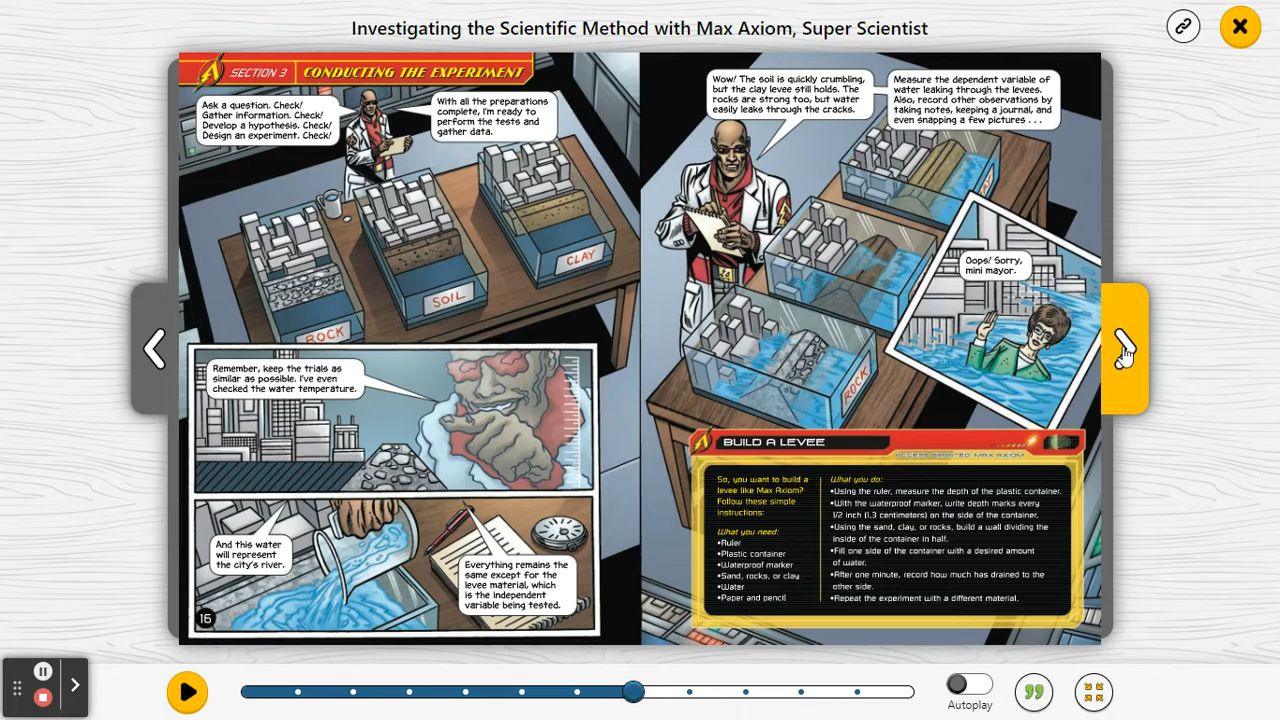 Investigating the Scientific Method with Max Axiom, Super Scientist
SECTION 3
CONDUCTING THE EXPERIMENT
Ask a question. Check!
Gather information. Check!
Develop a hypothesis. Check!
Design an experiment. Check!
With all the preparations
complete, I'm ready to
perform the tests and
gather data.
ROCK
SOIL
CLAY
Remember, keep the trials as
similar as possible. I've even
checked the water temperature.
And this water
will represent
the city's river.
Everything remains the
same except for the
levee material, which
is the independent
variable being tested.
16
Wow! The soil is quickly crumbling,
but the clay levee still holds. The
rocks are strong too, but water
easily leaks through the cracks.
Measure the dependent variable of
water leaking through the levees.
Also, record other observations by
taking notes, keeping a journal, and
even snapping a few pictures . . .
Oops! Sorry,
mini mayor.
ROCK
BUILD A LEVEE
ACCESS GRANTED: MAX AXIOM
So, you want to build a
levee like Max Axiom?
Follow these simple
instructions:
What you need:
•Ruler
•Plastic container
•Waterproof marker
•Sand, rocks, or clay
•Water
•Paper and pencil
What you do:
•Using the ruler, measure the depth of the plastic container.
•With the waterproof marker, write depth marks every
1/2 inch (1.3 centimeters) on the side of the container.
•Using the sand, clay, or rocks, build a wall dividing the
inside of the container in half.
•Fill one side of the container with a desired amount
of water.
•After one minute, record how much has drained to the
other side.
•Repeat the experiment with a different material.
Autoplay